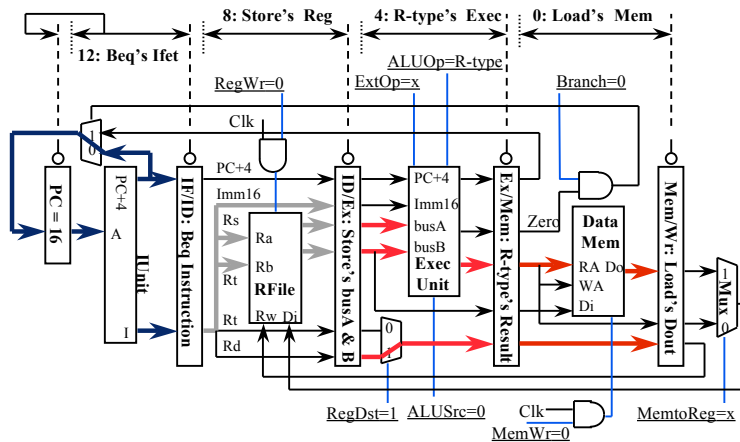 8: Store's Reg
4: R-type's Exec
0: Load's Mem
12: Beq's Ifet
ALUOp=R-type
RegWr=0
ExtOp=x
Branch=0
Clk
1
0
PC = 16
PC+4
A
IUnit
I
IF/ID: Beq Instruction
PC+4
Imm16
Rs
Rt
Rt
Rd
Ra
Rb
RFile
Rw Di
ID/Ex: Store's busA & B
0
1
PC+4
Imm16
busA
busB
Exec
Unit
Ex/Mem: R-type's Result
Zero
Data
Mem
RA Do
WA
Di
Mem/Wr: Load's Dout
1
Mux
0
RegDst=1
ALUSrc=0
Clk
MemWr=0
MemtoReg=x